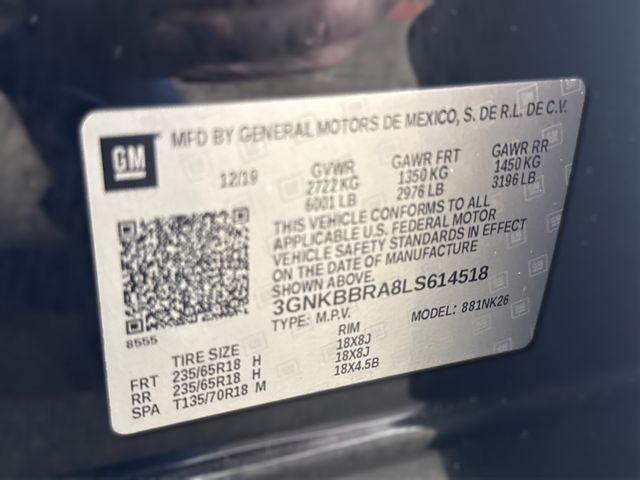 GM
MFD BY GENERAL MOTORS DE MEXICO, S. DE R.L. DE C.V.
12/19 GVWR GAWR FRT GAWR RR
2722 KG 1350 KG 1450 KG
6001 LB 2976 LB 3196 LB
THIS VEHICLE CONFORMS TO ALL
APPLICABLE U.S. FEDERAL MOTOR
VEHICLE SAFETY STANDARDS IN EFFECT
ON THE DATE OF MANUFACTURE
SHOWN ABOVE.
3GNKBBRA8LS614518
TYPE: M.P.V. MODEL: 881NK26
8555
TIRE SIZE RIM
FRT 235/65R18 H 18X8J
RR 235/65R18 H 18X8J
SPA T135/70R18 M 18X4.5B